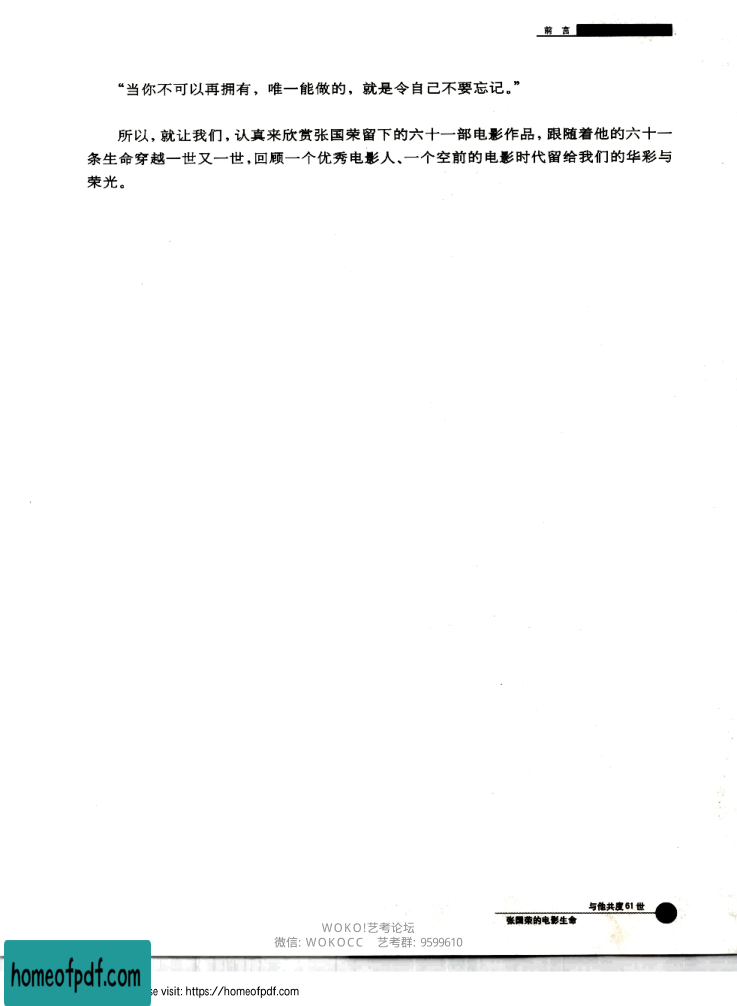 前 言
“当你不可以再拥有，唯一能做的，就是令自己不要忘记。”
所以，就让我们，认真来欣赏张国荣留下的六十一部电影作品，跟随着他的六十一
条生命穿越一世又一世，回顾一个优秀电影人、一个空前的电影时代留给我们的华彩与
荣光。
与他共度61世
张国荣的电影生命
WOKO!艺考论坛
微信: WOKOCC 艺考群: 9599610
homeofpdf.com
se visit: https://homeofpdf.com